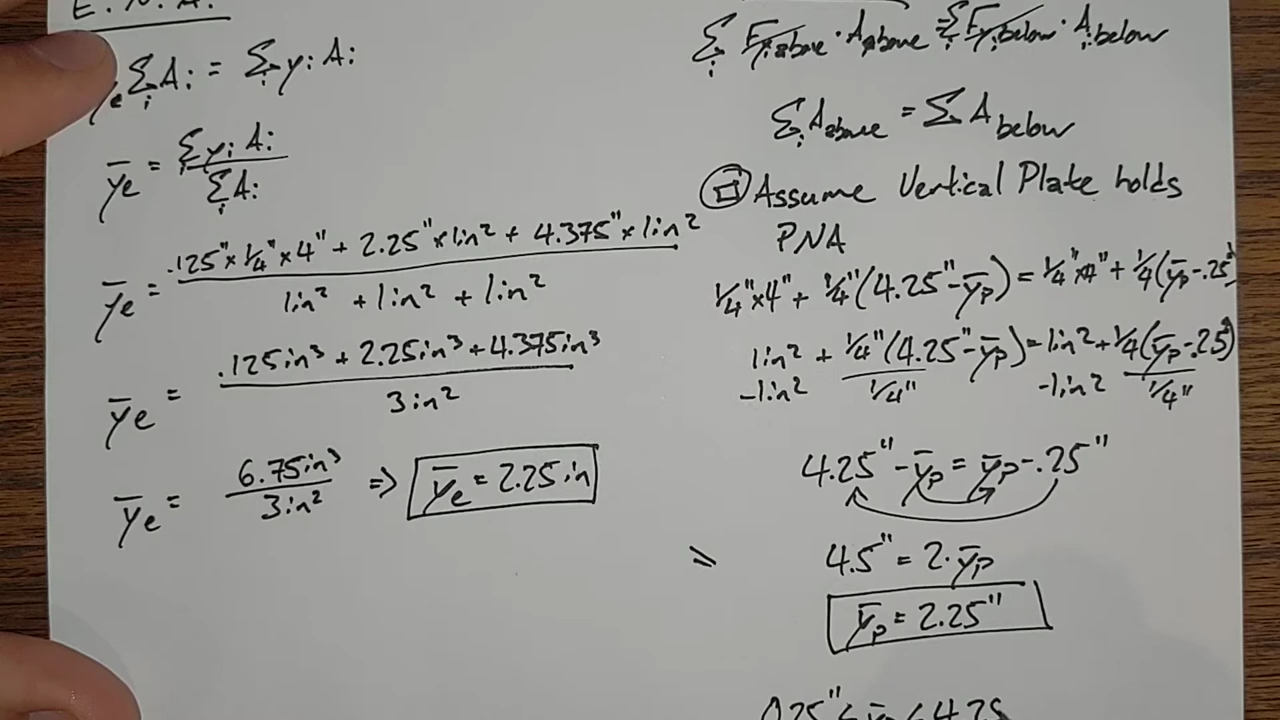 E.N.A.
ȳe Σi Ai = Σi yi Ai
ȳe = Σi yi Ai / Σi Ai
ȳe = .125"×1/4"×4" + 2.25"×1in² + 4.375"×1in² / 1in² + 1in² + 1in²
ȳe = .125in³ + 2.25in³ + 4.375in³ / 3in²
ȳe = 6.75in³ / 3in² => ȳe = 2.25in
Σi Fy,above · Ai,above = Σi Fy,below · Ai,below
Σi Aabove = Σ Abelow
Assume Vertical Plate holds
PNA
1/4"×4" + 1/4"(4.25"-ȳp) = 1/4"×4" + 1/4(ȳp-.25"
1in² + 1/4"(4.25"-ȳp) = 1in² + 1/4(ȳp-.25")
-1in² 1/4" -1in² 1/4"
4.25" - ȳp = ȳp - .25"
4.5" = 2·ȳp
ȳp = 2.25"